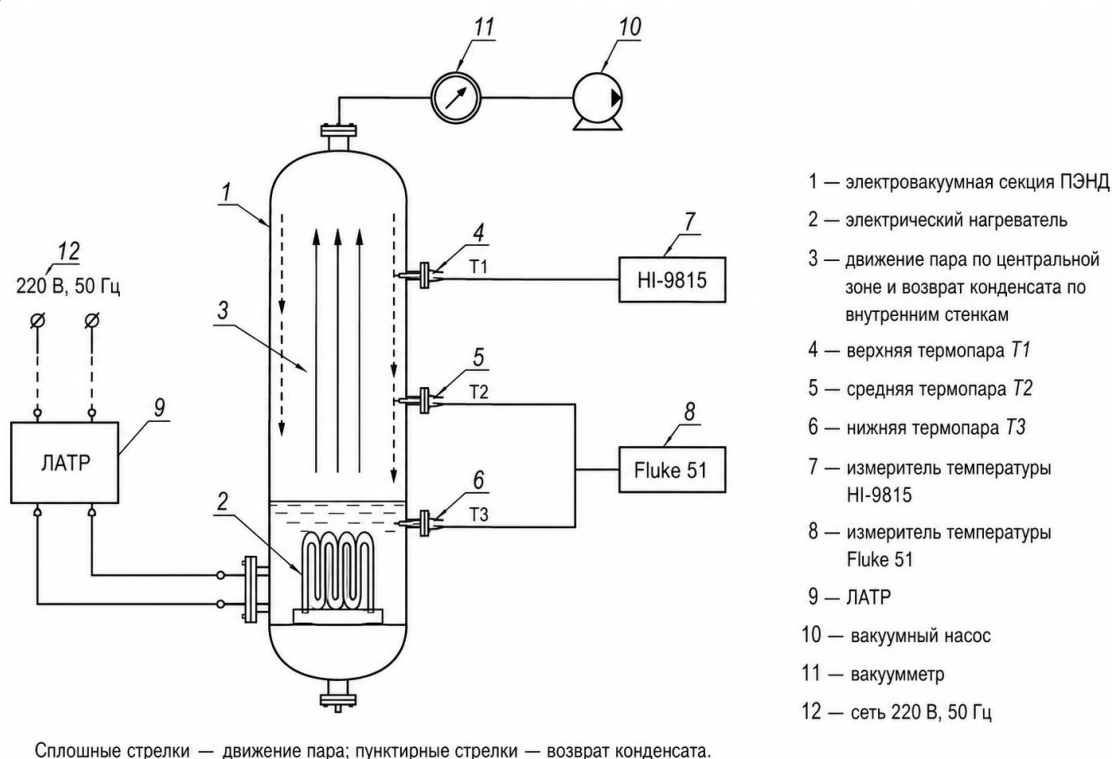 11
10
1
4
7
12
220 В, 50 Гц
T1
HI-9815
3
5
9
T2
8
ЛАТР
Fluke 51
2
6
T3
1 — электровакуумная секция ПЭНД
2 — электрический нагреватель
3 — движение пара по центральной
зоне и возврат конденсата по
внутренним стенкам
4 — верхняя термопара T1
5 — средняя термопара T2
6 — нижняя термопара T3
7 — измеритель температуры
HI-9815
8 — измеритель температуры
Fluke 51
9 — ЛАТР
10 — вакуумный насос
11 — вакуумметр
12 — сеть 220 В, 50 Гц
Сплошные стрелки — движение пара; пунктирные стрелки — возврат конденсата.